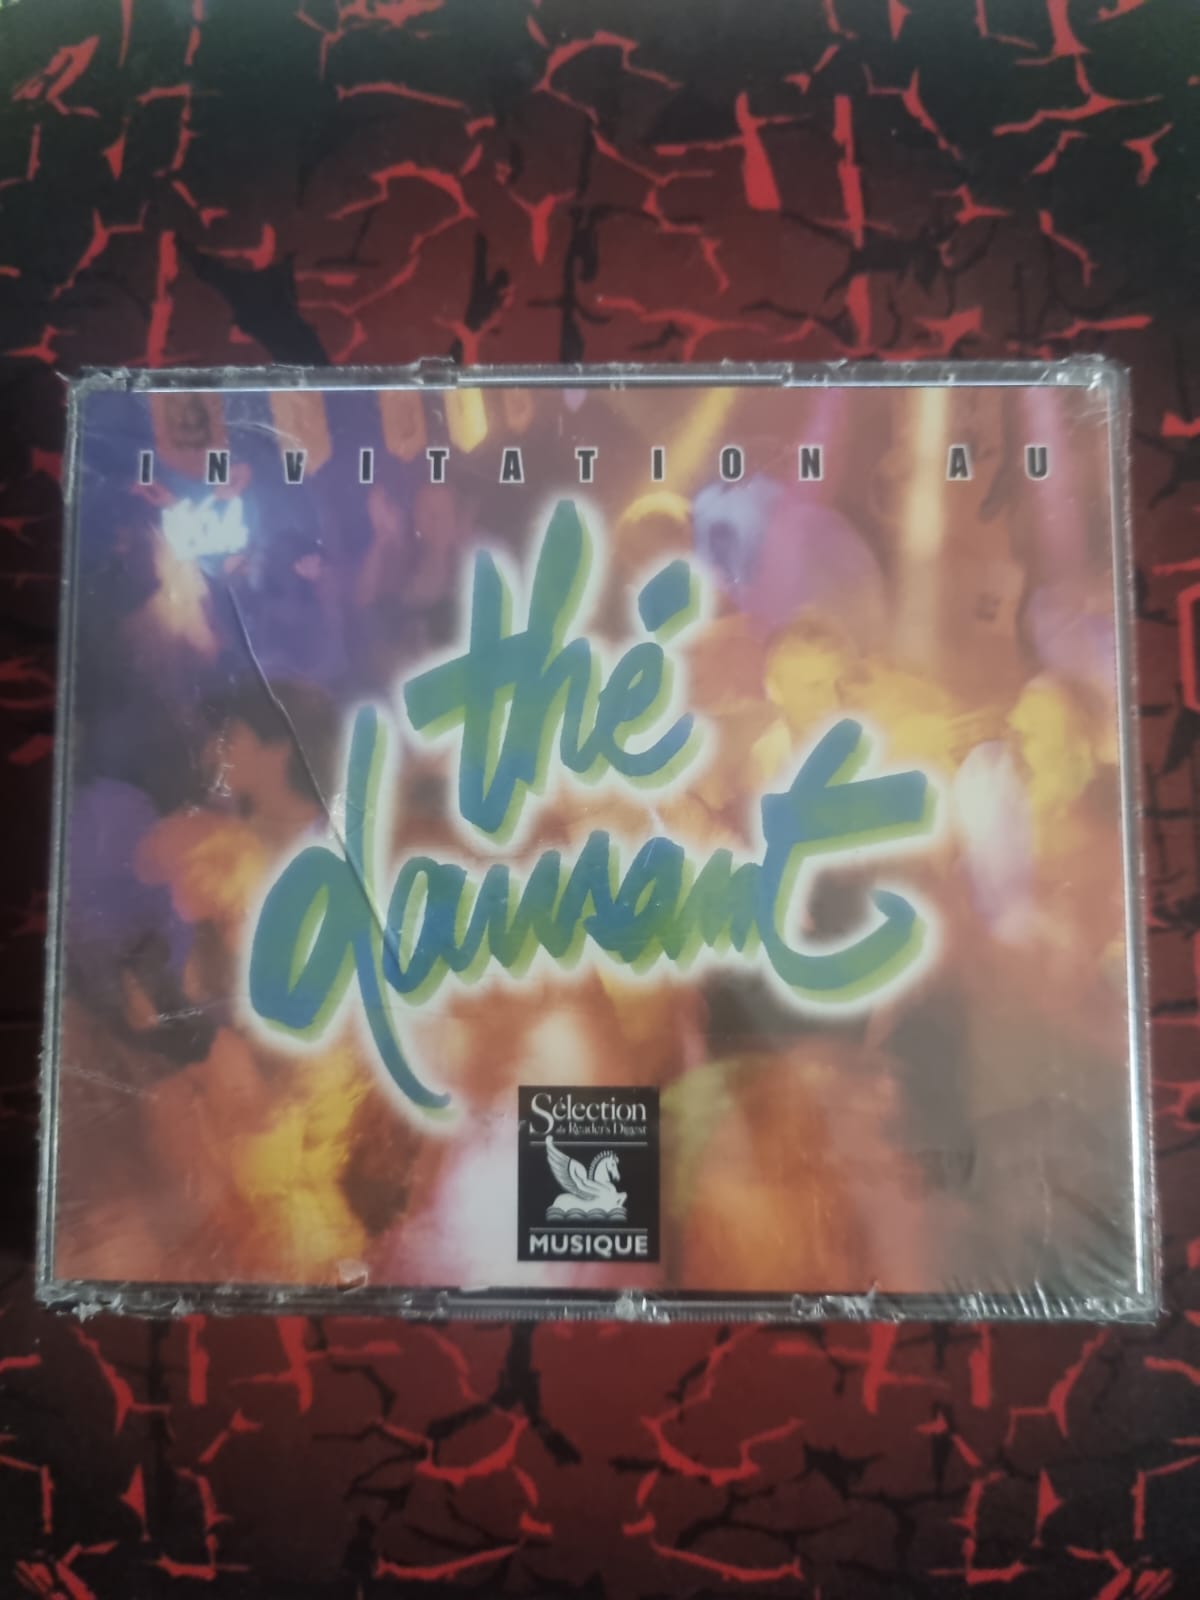 INVITATION AU
thé
dansant
Sélection
du Reader's Digest
MUSIQUE